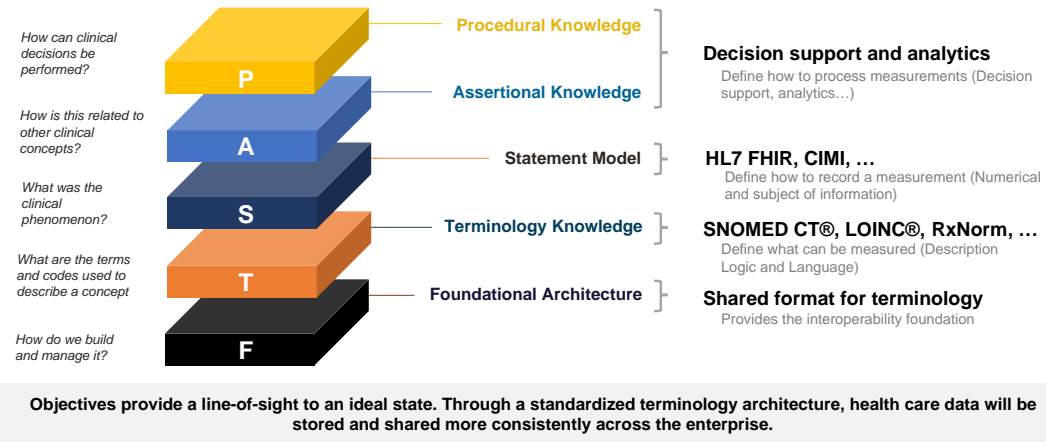 How can clinical
decisions be
performed?
P
Procedural Knowledge
Decision support and analytics
Define how to process measurements (Decision
support, analytics…)
How is this related to
other clinical
concepts?
A
Assertional Knowledge
What was the
clinical
phenomenon?
S
Statement Model
HL7 FHIR, CIMI, …
Define how to record a measurement (Numerical
and subject of information)
What are the terms
and codes used to
describe a concept
T
Terminology Knowledge
SNOMED CT®, LOINC®, RxNorm, …
Define what can be measured (Description
Logic and Language)
How do we build
and manage it?
F
Foundational Architecture
Shared format for terminology
Provides the interoperability foundation
Objectives provide a line-of-sight to an ideal state. Through a standardized terminology architecture, health care data will be
stored and shared more consistently across the enterprise.